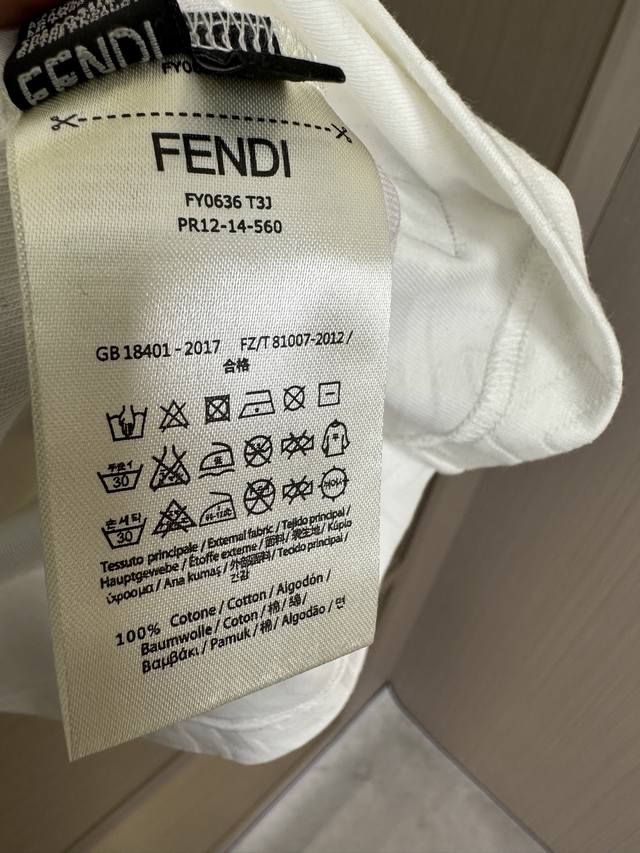 FENDI
FENDI
FY0636 T3J
PR12-14-560
GB 18401 - 2017 FZ/T 81007-2012 /
合格
30
손세탁
30
Tessuto principale / External fabric / Tejido principal /
Hauptgewebe / Étoffe externe / 面料 / 表生地 / Κύριο
ύφασμα / Ana kumaş / 外部面料 / Tecido principal /
겉감
100% Cotone / Cotton / Algodón /
Baumwolle / Coton / 棉 / 綿 /
Βαμβάκι / Pamuk / 棉 / Algodão / 면